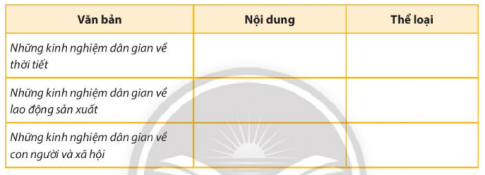 Văn bản
Nội dung
Thể loại
Những kinh nghiệm dân gian về
thời tiết
Những kinh nghiệm dân gian về
lao động sản xuất
Những kinh nghiệm dân gian về
con người và xã hội